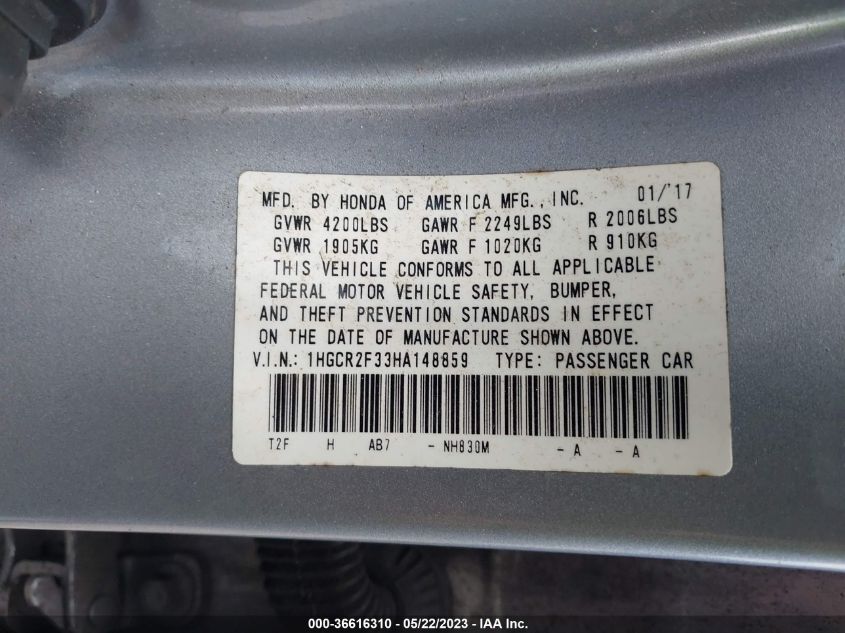 MFD. BY HONDA OF AMERICA MFG., INC. 01/'17
GVWR 4200LBS GAWR F 2249LBS R 2006LBS
GVWR 1905KG GAWR F 1020KG R 910KG
THIS VEHICLE CONFORMS TO ALL APPLICABLE
FEDERAL MOTOR VEHICLE SAFETY, BUMPER,
AND THEFT PREVENTION STANDARDS IN EFFECT
ON THE DATE OF MANUFACTURE SHOWN ABOVE.
V.I.N.: 1HGCR2F33HA148859 TYPE: PASSENGER CAR
T2F H AB7 - NH830M - A - A
000-36616310 - 05/22/2023 - IAA Inc.